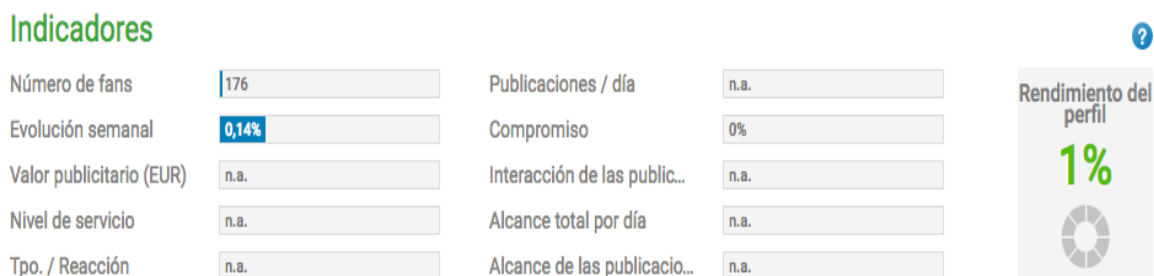 Indicadores
?
Número de fans 176 Publicaciones / día n.a.
Rendimiento del
perfil
Evolución semanal 0,14% Compromiso 0%
1%
Valor publicitario (EUR) n.a. Interacción de las public... n.a.
Nivel de servicio n.a. Alcance total por día n.a.
Tpo. / Reacción n.a. Alcance de las publicacio... n.a.